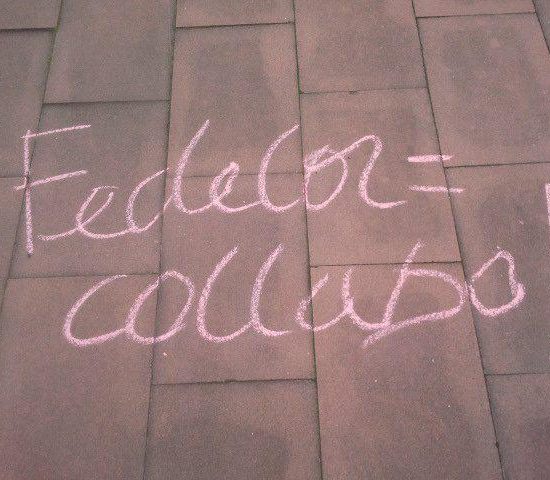 Fedelor =
collabo